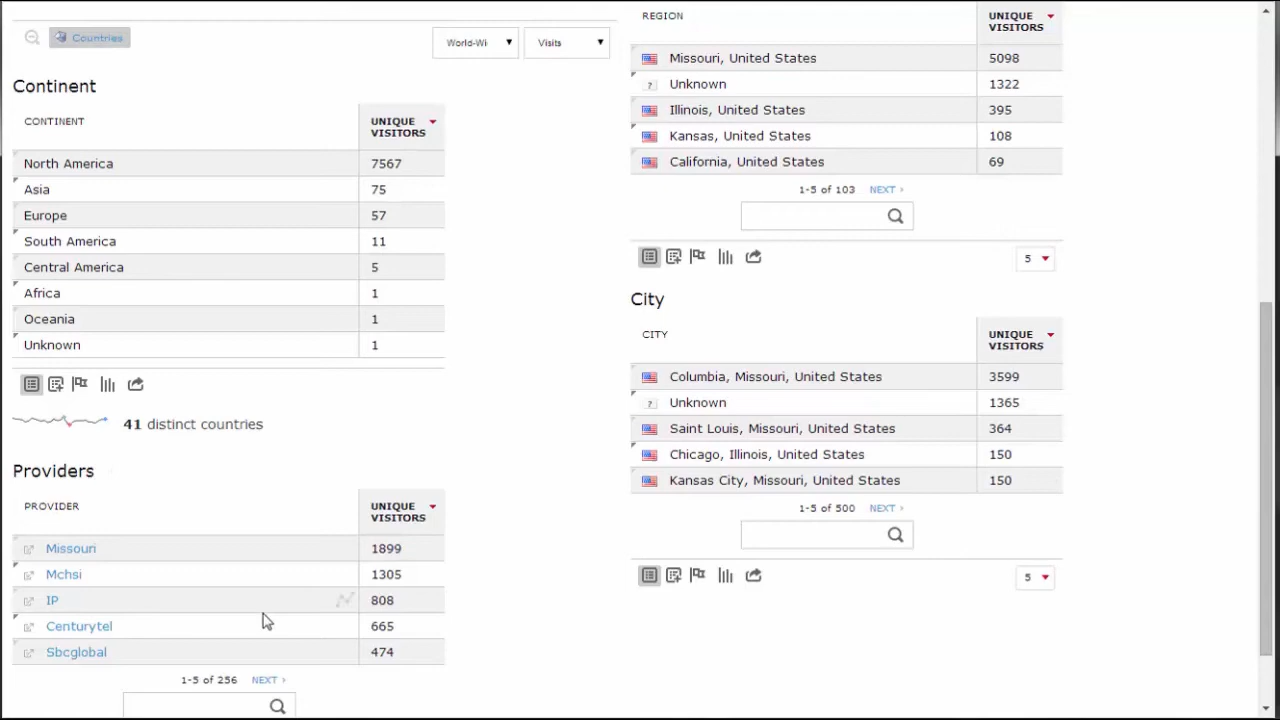 Countries
World-Wi
Visits
Continent
CONTINENT
UNIQUE
VISITORS
North America 7567
Asia 75
Europe 57
South America 11
Central America 5
Africa 1
Oceania 1
Unknown 1
41 distinct countries
Providers
PROVIDER
UNIQUE
VISITORS
Missouri 1899
Mchsi 1305
IP 808
Centurytel 665
Sbcglobal 474
1-5 of 256 NEXT ›
REGION
UNIQUE
VISITORS
Missouri, United States 5098
? Unknown 1322
Illinois, United States 395
Kansas, United States 108
California, United States 69
1-5 of 103 NEXT ›
5
City
CITY
UNIQUE
VISITORS
Columbia, Missouri, United States 3599
? Unknown 1365
Saint Louis, Missouri, United States 364
Chicago, Illinois, United States 150
Kansas City, Missouri, United States 150
1-5 of 500 NEXT ›
5